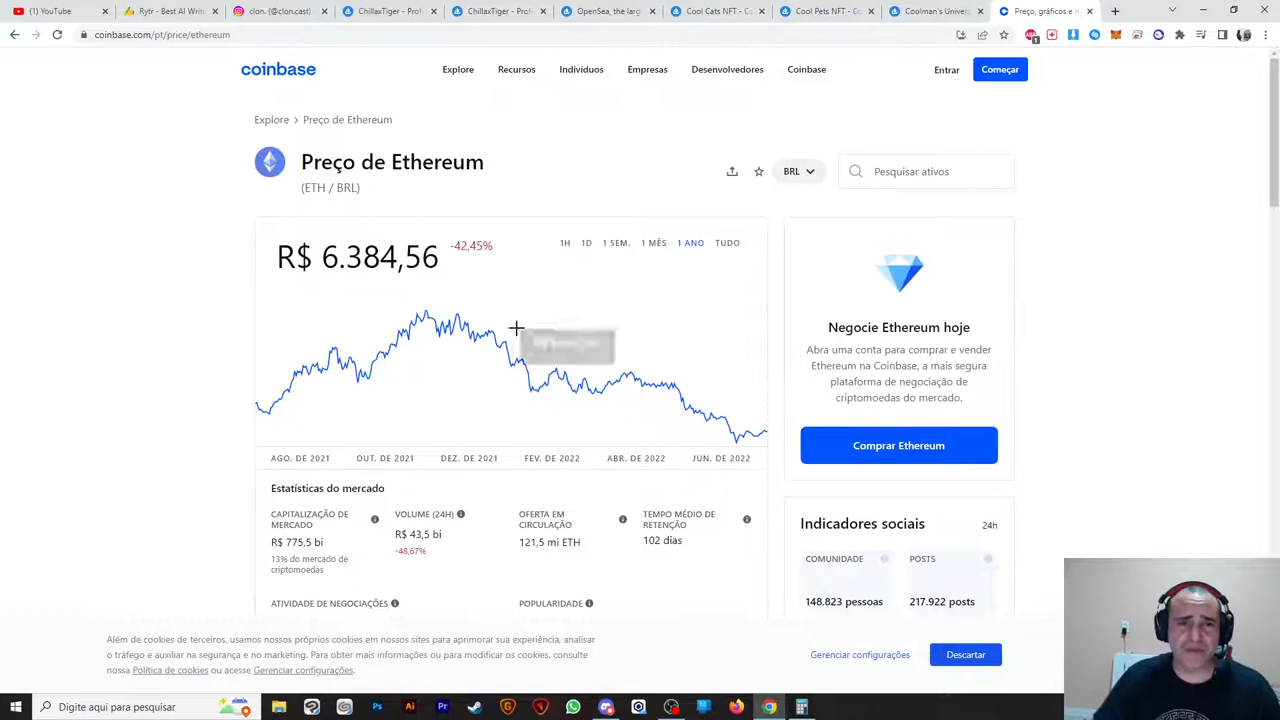 YouTube
Rytr - Best AI Writ
clon. (@clon.cast)
ChillaxTiger - Prof
ChillaxTiger - Prof
OpenSea, the larg
Cool Cats NFT - Co
Cool Pets NFT - Co
Coolman's Univers
Preço, gráficos e n
coinbase.com/pt/price/ethereum
coinbase
Explore
Recursos
Indivíduos
Empresas
Desenvolvedores
Coinbase
Entrar
Começar
Explore > Preço de Ethereum
Preço de Ethereum
(ETH / BRL)
BRL
Pesquisar ativos
R$ 6.384,56
-42,45%
1H 1D 1 SEM. 1 MÊS 1 ANO TUDO
AGO. DE 2021 OUT. DE 2021 DEZ. DE 2021 FEV. DE 2022 ABR. DE 2022 JUN. DE 2022
Negocie Ethereum hoje
Abra uma conta para comprar e vender
Ethereum na Coinbase, a mais segura
plataforma de negociação de
criptomoedas do mercado.
Comprar Ethereum
Estatísticas do mercado
CAPITALIZAÇÃO DE
MERCADO
R$ 775,5 bi
13% do mercado de
criptomoedas
VOLUME (24H)
R$ 43,5 bi
-48,67%
OFERTA EM
CIRCULAÇÃO
121,5 mi ETH
TEMPO MÉDIO DE
RETENÇÃO
102 dias
ATIVIDADE DE NEGOCIAÇÕES
POPULARIDADE
Indicadores sociais
24h
COMUNIDADE
148.823 pessoas
POSTS
217.922 posts
Além de cookies de terceiros, usamos nossos próprios cookies em nossos sites para aprimorar sua experiência, analisar
o tráfego e auxiliar na segurança e no marketing. Para obter mais informações ou para modificar os cookies, consulte
nossa Política de cookies ou acesse Gerenciar configurações.
Gerenciar configurações
Descartar
Digite aqui para pesquisar